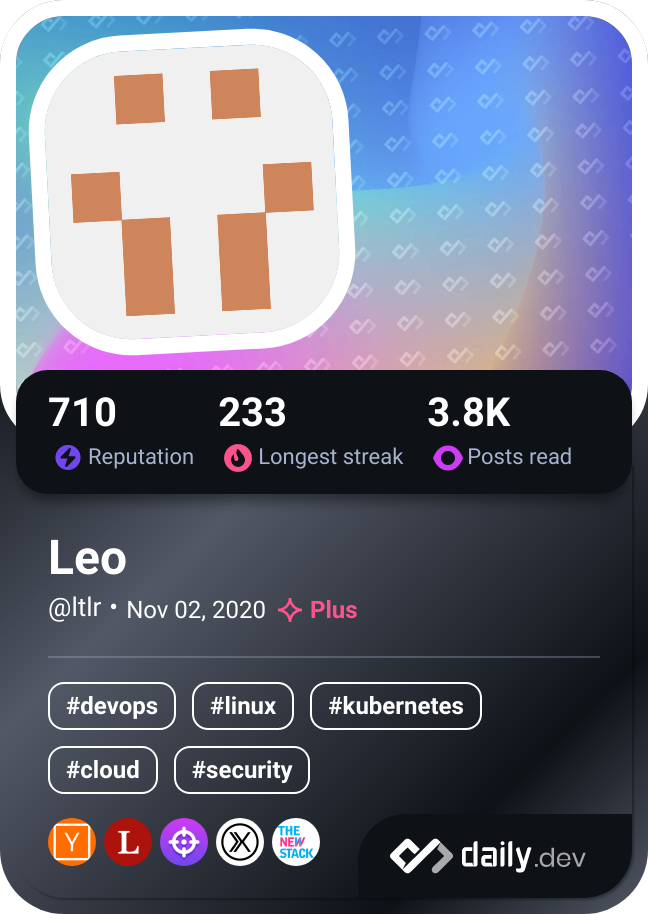 710 233 3.8K
Reputation Longest streak Posts read
Leo
@ltlr • Nov 02, 2020 Plus
#devops #linux #kubernetes
#cloud #security
Y L THE NEW STACK
daily.dev